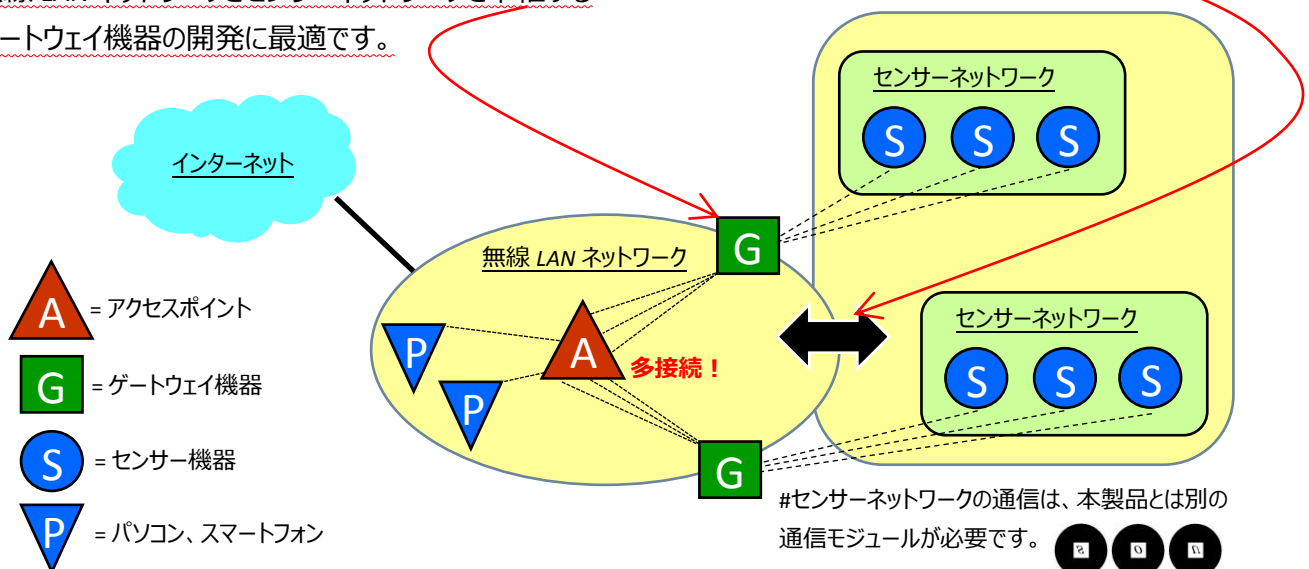 ートウェイ機器の開発に最適です。
センサーネットワーク
S S S
インターネット
無線 LAN ネットワーク
G
A = アクセスポイント
センサーネットワーク
P
A
多接続！
G = ゲートウェイ機器
S S S
P
S = センサー機器
G
#センサーネットワークの通信は、本製品とは別の
P = パソコン、スマートフォン
通信モジュールが必要です。